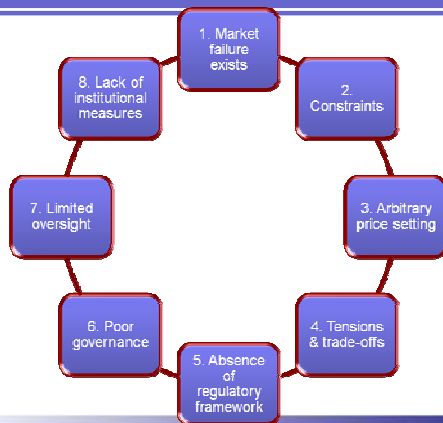 1. Market
failure
exists
2.
Constraints
3. Arbitrary
price setting
4. Tensions
& trade-offs
5. Absence
of
regulatory
framework
6. Poor
governance
7. Limited
oversight
8. Lack of
institutional
measures